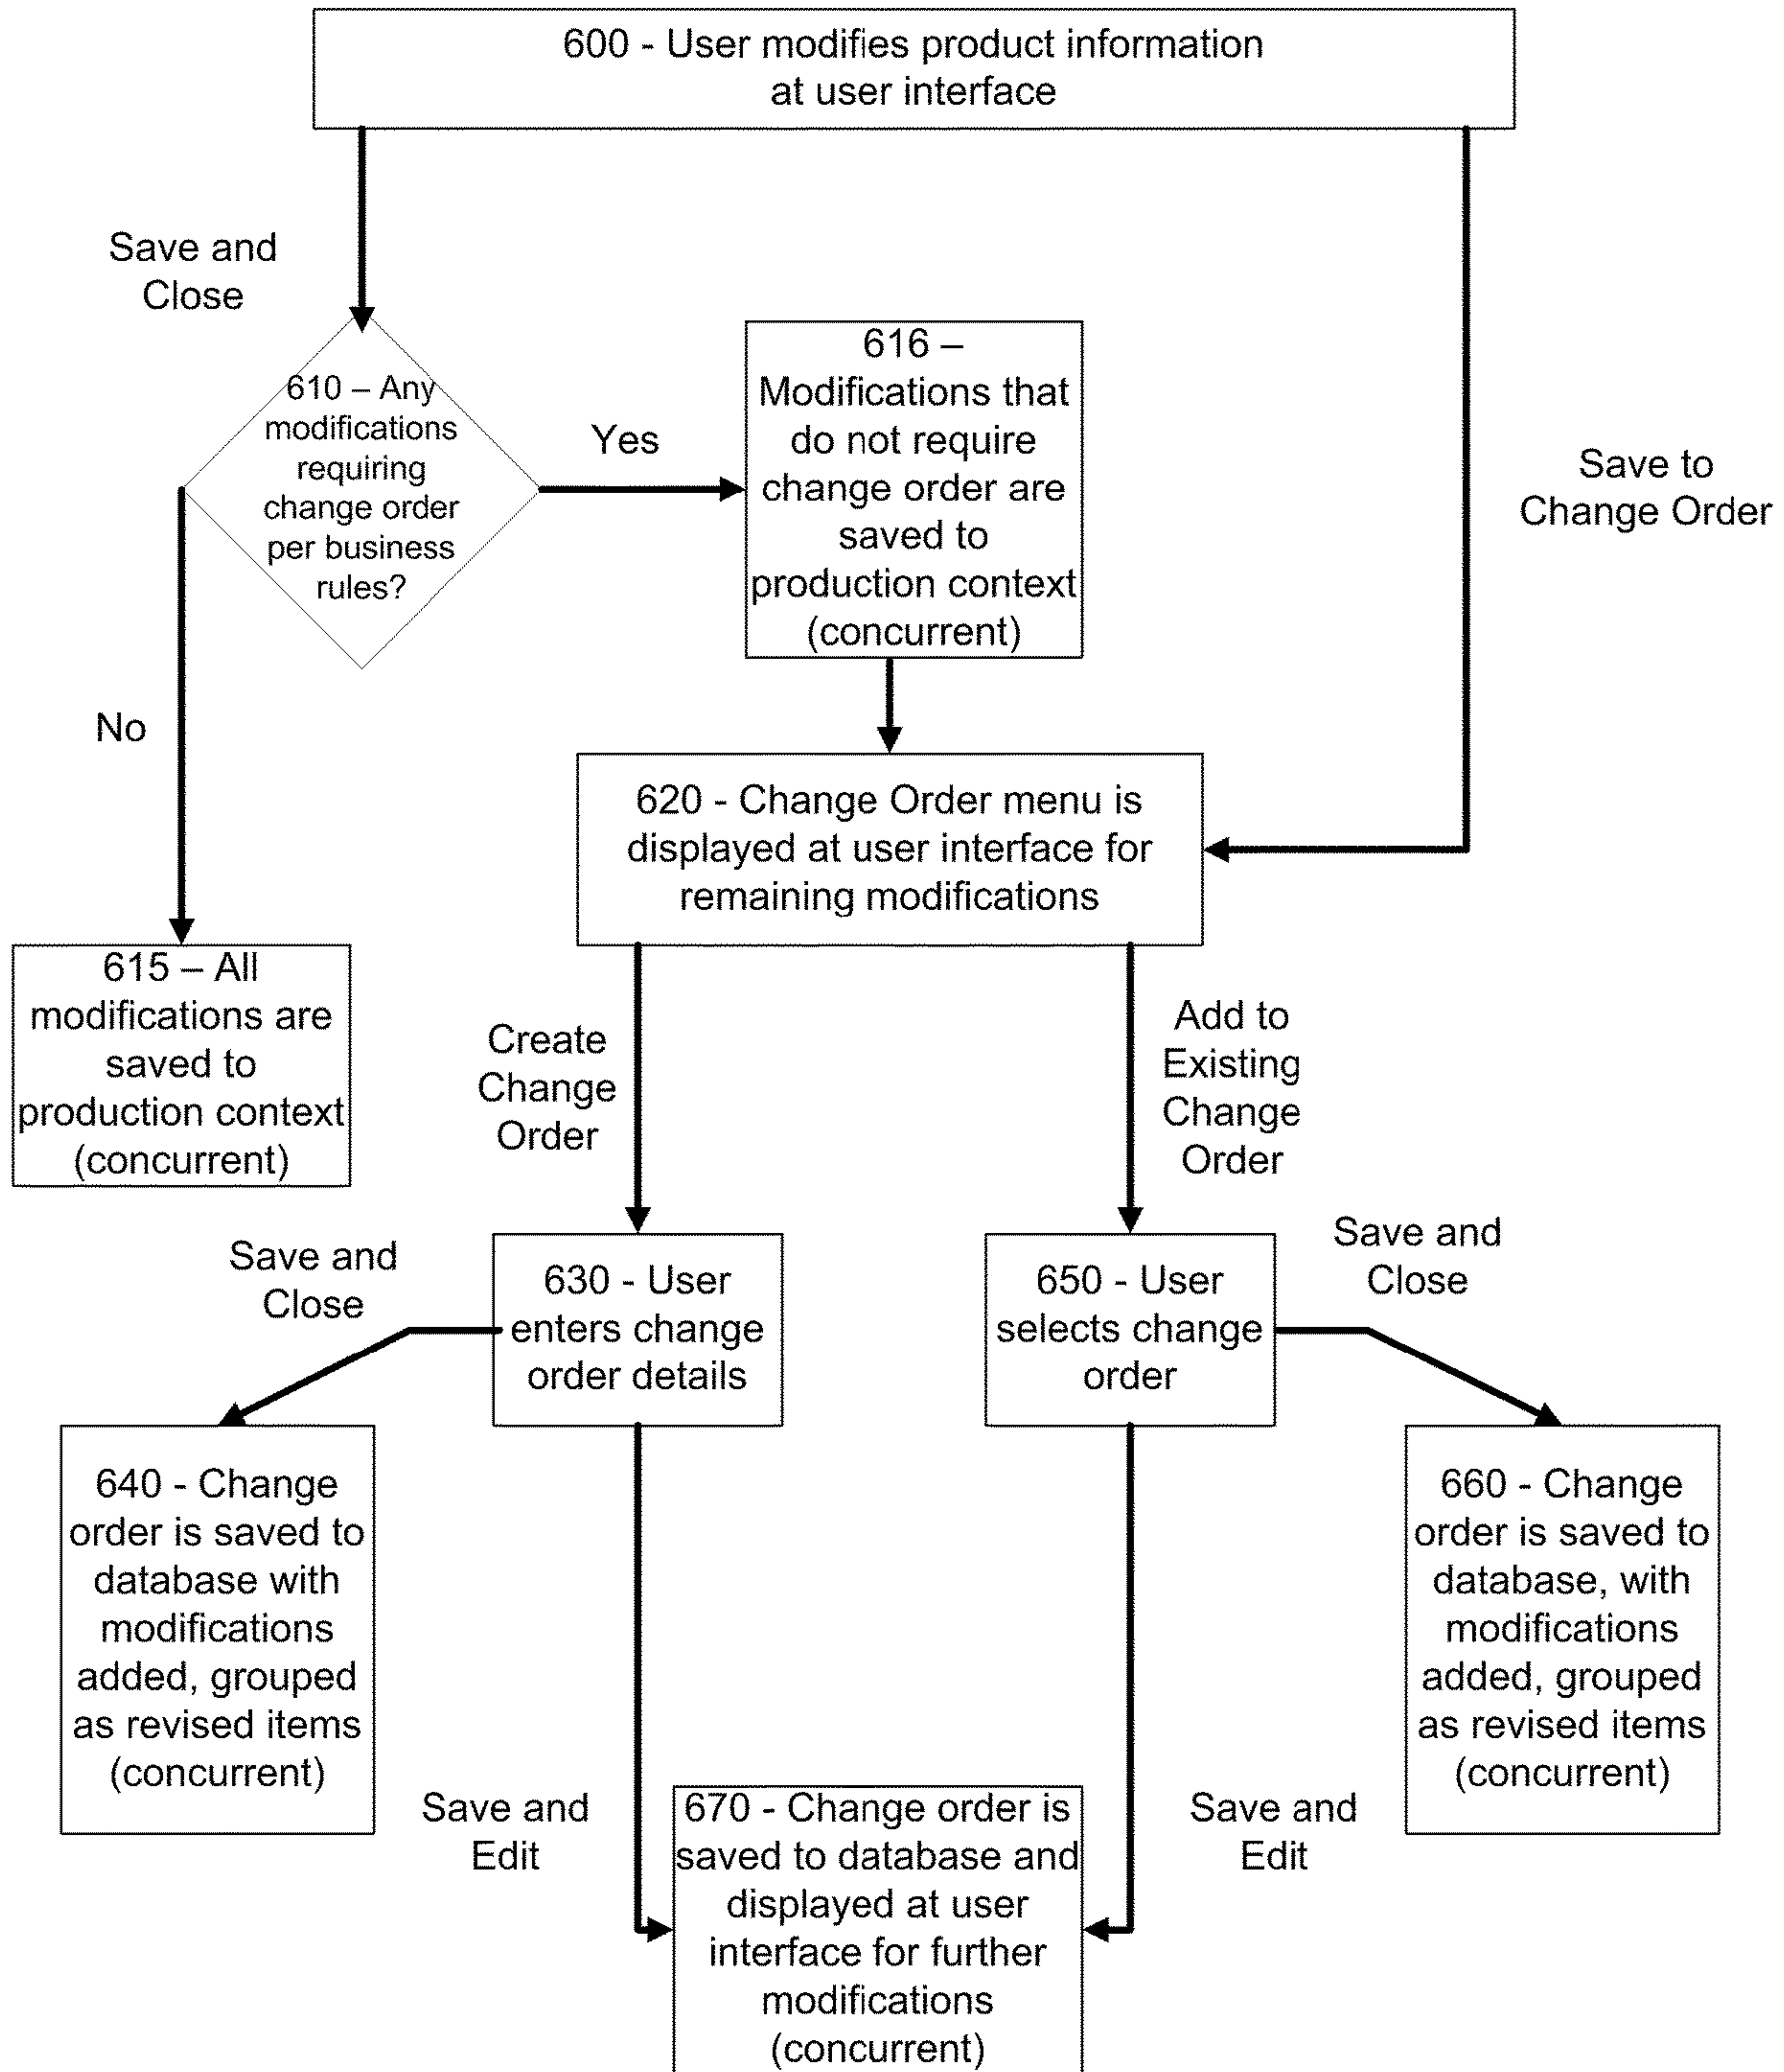 600 - User modifies product information
at user interface
Save and
Close
610 – Any
modifications
requiring
change order
per business
rules?
Yes
616 –
Modifications that
do not require
change order are
saved to
production context
(concurrent)
Save to
Change Order
No
620 - Change Order menu is
displayed at user interface for
remaining modifications
615 – All
modifications are
saved to
production context
(concurrent)
Create
Change
Order
Add to
Existing
Change
Order
Save and
Close
630 - User
enters change
order details
650 - User
selects change
order
Save and
Close
640 - Change
order is saved to
database with
modifications
added, grouped
as revised items
(concurrent)
660 - Change
order is saved to
database, with
modifications
added, grouped
as revised items
(concurrent)
Save and
Edit
670 - Change order is
saved to database and
displayed at user
interface for further
modifications
(concurrent)
Save and
Edit